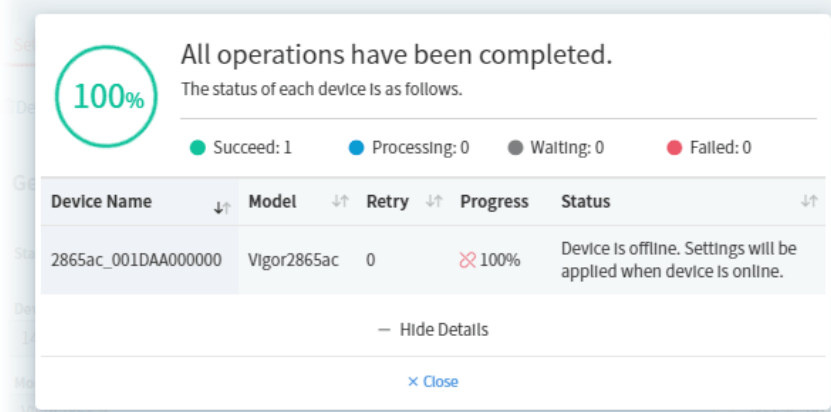 All operations have been completed.
The status of each device is as follows.
100%
Succeed: 1 Processing: 0 Waiting: 0 Failed: 0
Device Name Model Retry Progress Status
2865ac_001DAA000000 Vigor2865ac 0 100% Device is offline. Settings will be
applied when device is online.
— Hide Details
× Close